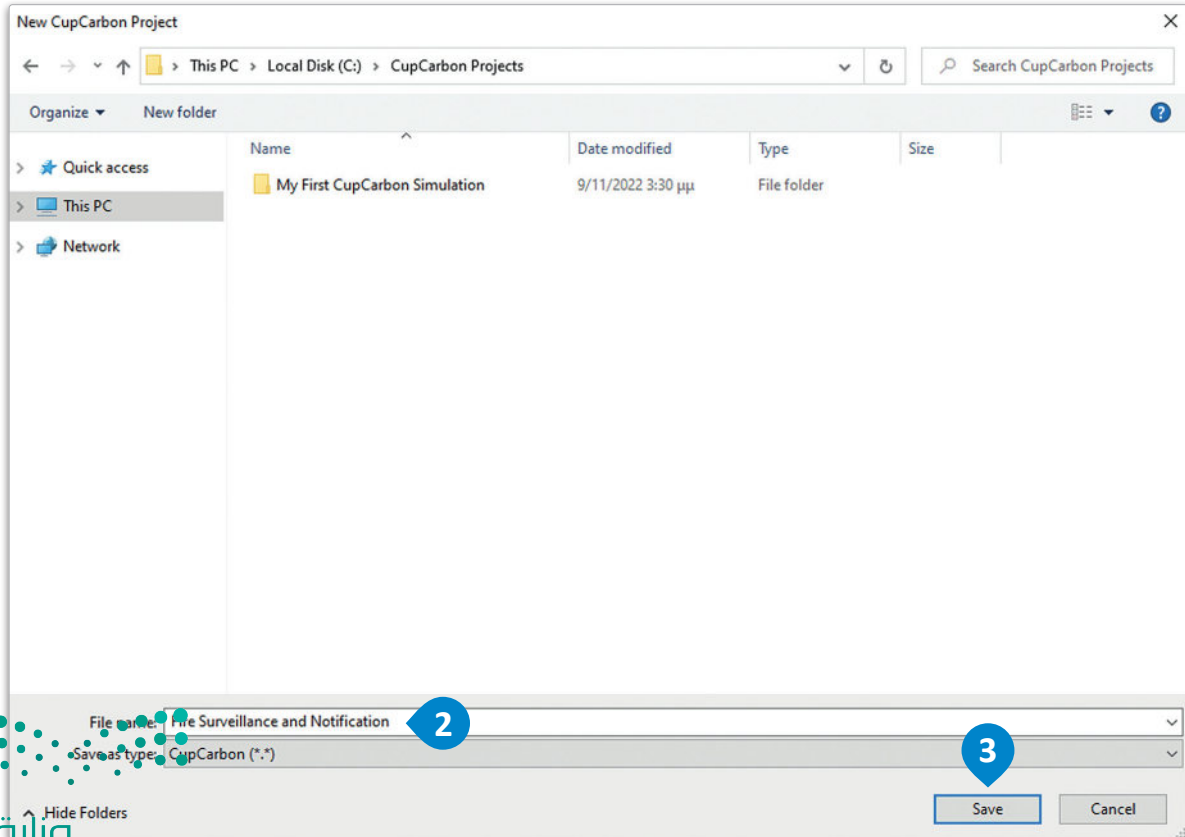 New CupCarbon Project
This PC > Local Disk (C:) > CupCarbon Projects
Search CupCarbon Projects
Organize
New folder
Name
Date modified
Type
Size
Quick access
This PC
Network
My First CupCarbon Simulation
9/11/2022 3:30 μμ
File folder
File name: Fire Surveillance and Notification
2
Save as type: CupCarbon (*.*)
3
Hide Folders
Save
Cancel